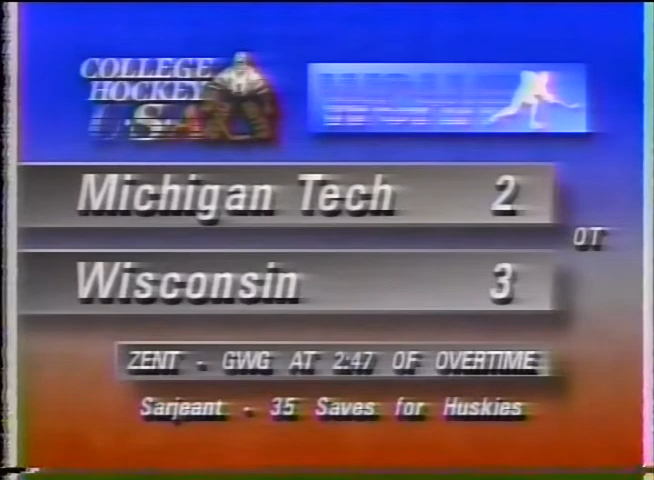 COLLEGE
HOCKEY
USA
Michigan Tech 2
OT
Wisconsin 3
ZENT - GWG AT 2:47 OF OVERTIME
Sarjeant - 35 Saves for Huskies